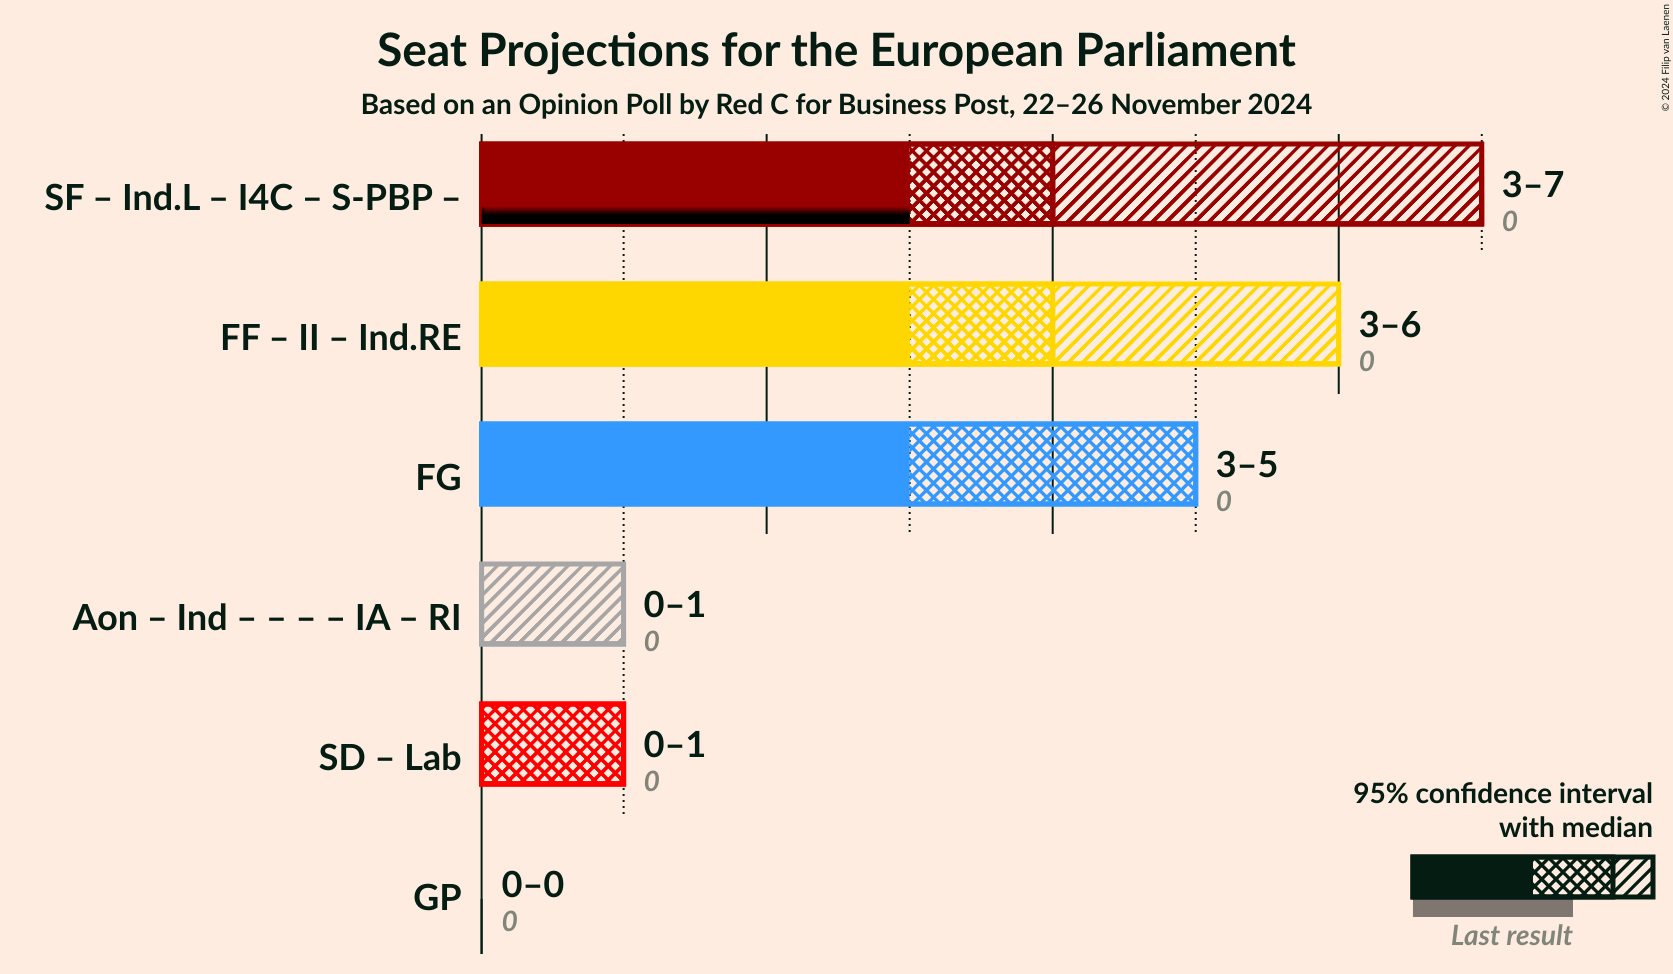 Seat Projections for the European Parliament
Based on an Opinion Poll by Red C for Business Post, 22–26 November 2024
© 2024 Filip van Laenen
SF – Ind.L – I4C – S-PBP –
3–7
0
FF – II – Ind.RE
3–6
0
FG
3–5
0
Aon – Ind – – – – IA – RI
0–1
0
SD – Lab
0–1
0
GP
0–0
0
95% confidence interval
with median
Last result